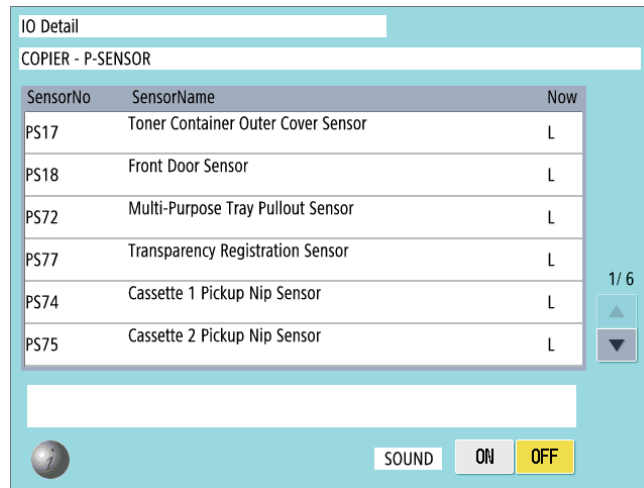 IO Detail
COPIER - P-SENSOR
SensorNo SensorName Now
PS17 Toner Container Outer Cover Sensor L
PS18 Front Door Sensor L
PS72 Multi-Purpose Tray Pullout Sensor L
PS77 Transparency Registration Sensor L
PS74 Cassette 1 Pickup Nip Sensor L
PS75 Cassette 2 Pickup Nip Sensor L
1/ 6
i
SOUND ON OFF